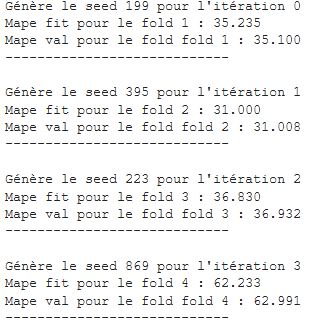 Génère le seed 199 pour l'itération 0
Mape fit pour le fold 1 : 35.235
Mape val pour le fold fold 1 : 35.100
----------------------------
Génère le seed 395 pour l'itération 1
Mape fit pour le fold 2 : 31.000
Mape val pour le fold fold 2 : 31.008
----------------------------
Génère le seed 223 pour l'itération 2
Mape fit pour le fold 3 : 36.830
Mape val pour le fold fold 3 : 36.932
----------------------------
Génère le seed 869 pour l'itération 3
Mape fit pour le fold 4 : 62.233
Mape val pour le fold fold 4 : 62.991
----------------------------